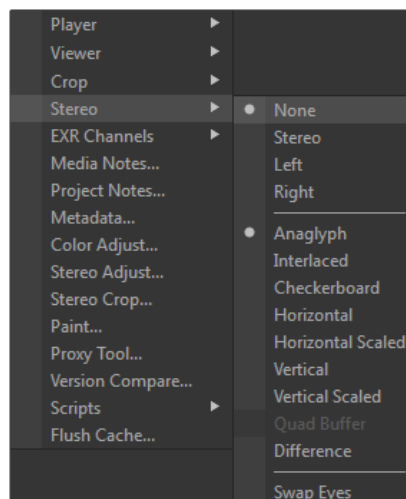 Player
Viewer
Crop
Stereo
EXR Channels
Media Notes...
Project Notes...
Metadata...
Color Adjust...
Stereo Adjust...
Stereo Crop...
Paint...
Proxy Tool...
Version Compare...
Scripts
Flush Cache...
None
Stereo
Left
Right
Anaglyph
Interlaced
Checkerboard
Horizontal
Horizontal Scaled
Vertical
Vertical Scaled
Quad Buffer
Difference
Swap Eyes